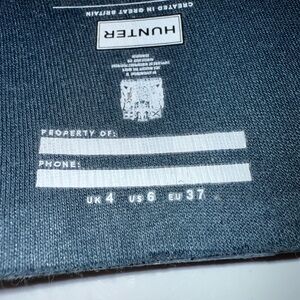 CREATED IN GREAT BRITAIN
HUNTER
PROPERTY OF:
PHONE:
UK 4 US 6 EU 37